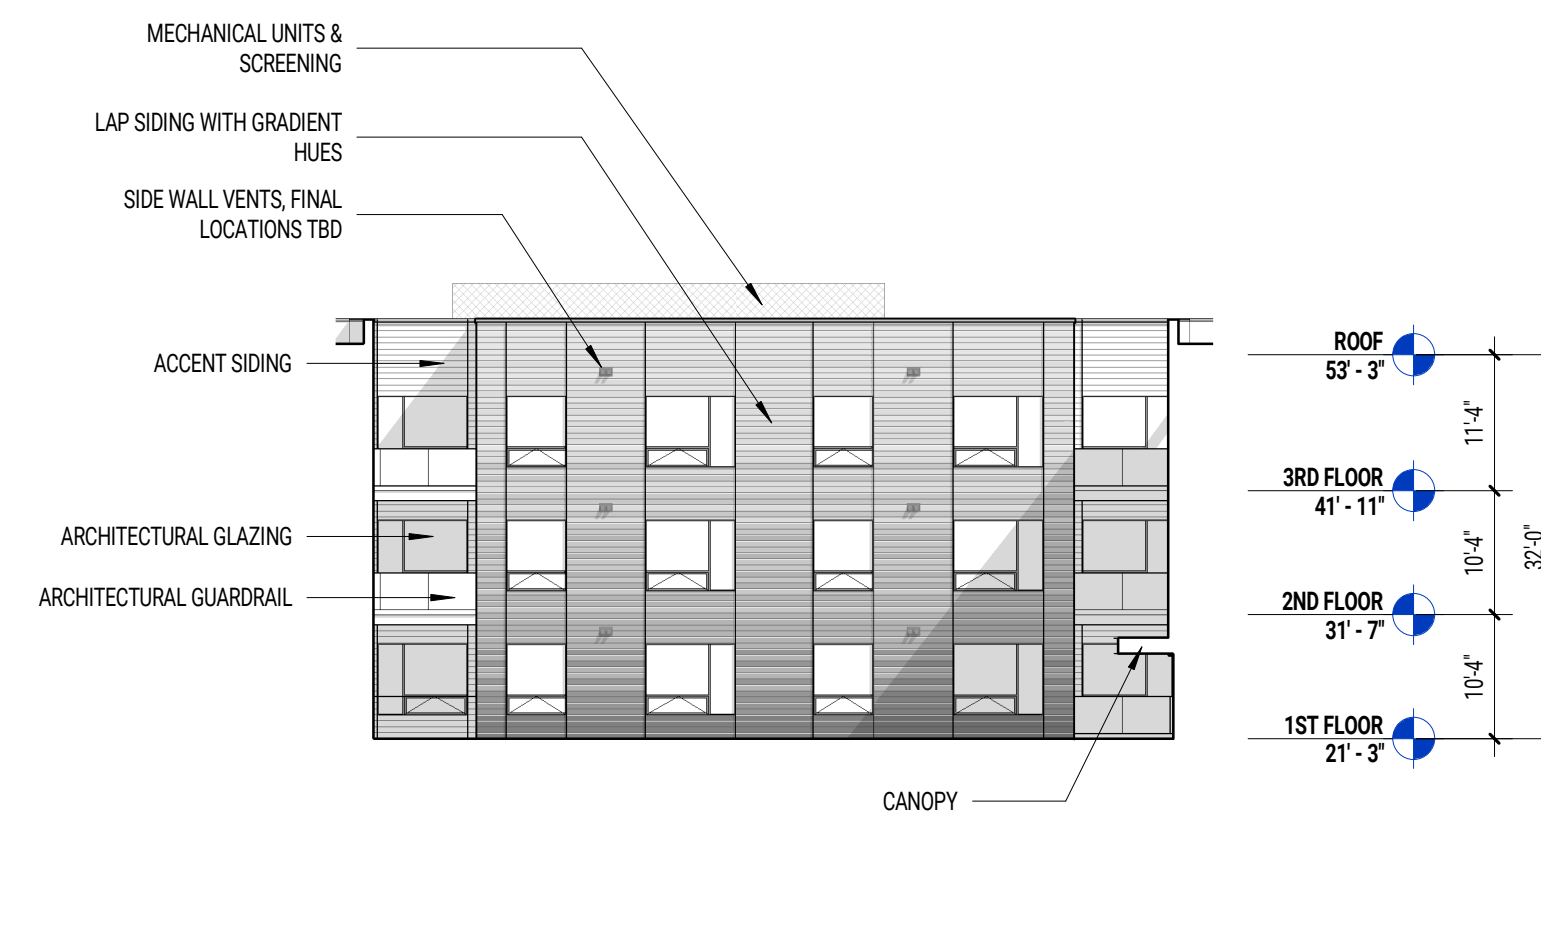 MECHANICAL UNITS &
SCREENING
LAP SIDING WITH GRADIENT
HUES
SIDE WALL VENTS, FINAL
LOCATIONS TBD
ACCENT SIDING
ARCHITECTURAL GLAZING
ARCHITECTURAL GUARDRAIL
CANOPY
ROOF
53' - 3"
11'-4"
3RD FLOOR
41' - 11"
10'-4"
32'-0"
2ND FLOOR
31' - 7"
10'-4"
1ST FLOOR
21' - 3"